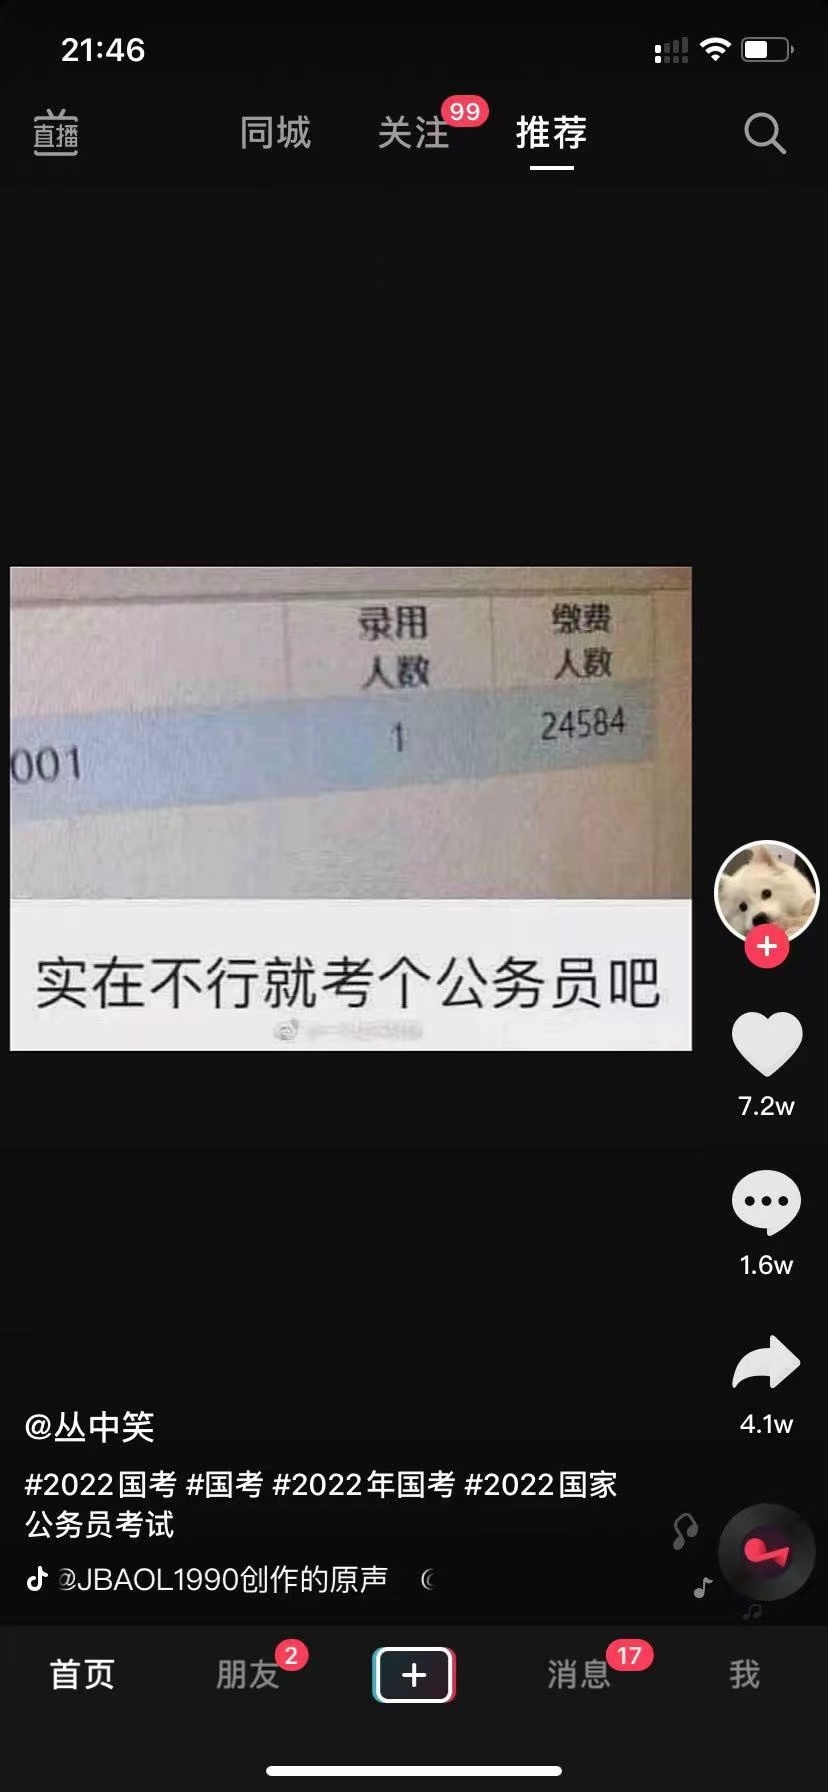 21:46
直播
同城
关注
99
推荐
录用
人数
缴费
人数
001
1
24584
实在不行就考个公务员吧
7.2w
1.6w
4.1w
@丛中笑
#2022国考 #国考 #2022年国考 #2022国家
公务员考试
@JBAOL1990创作的原声
首页
朋友
2
消息
17
我